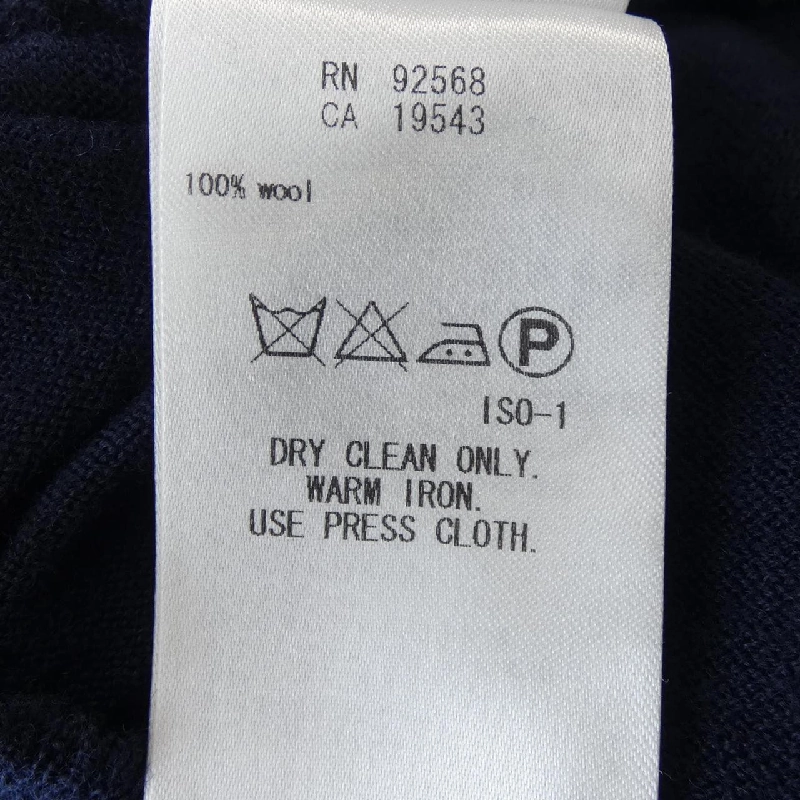 RN 92568
CA 19543
100% wool
P
ISO-1
DRY CLEAN ONLY.
WARM IRON.
USE PRESS CLOTH.